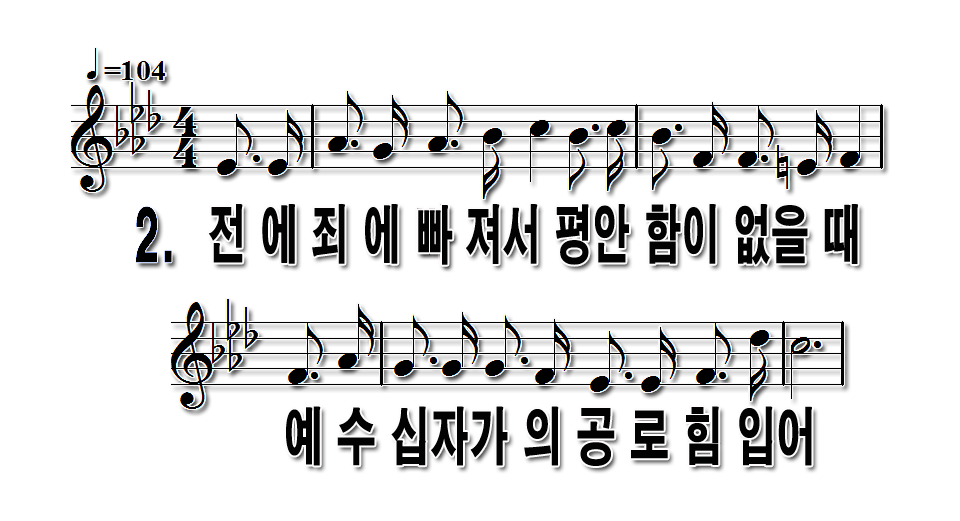 ♩=104
2. 전 에 죄 에 빠 져서 평안 함이 없을 때
예 수 십자가 의 공 로 힘 입어